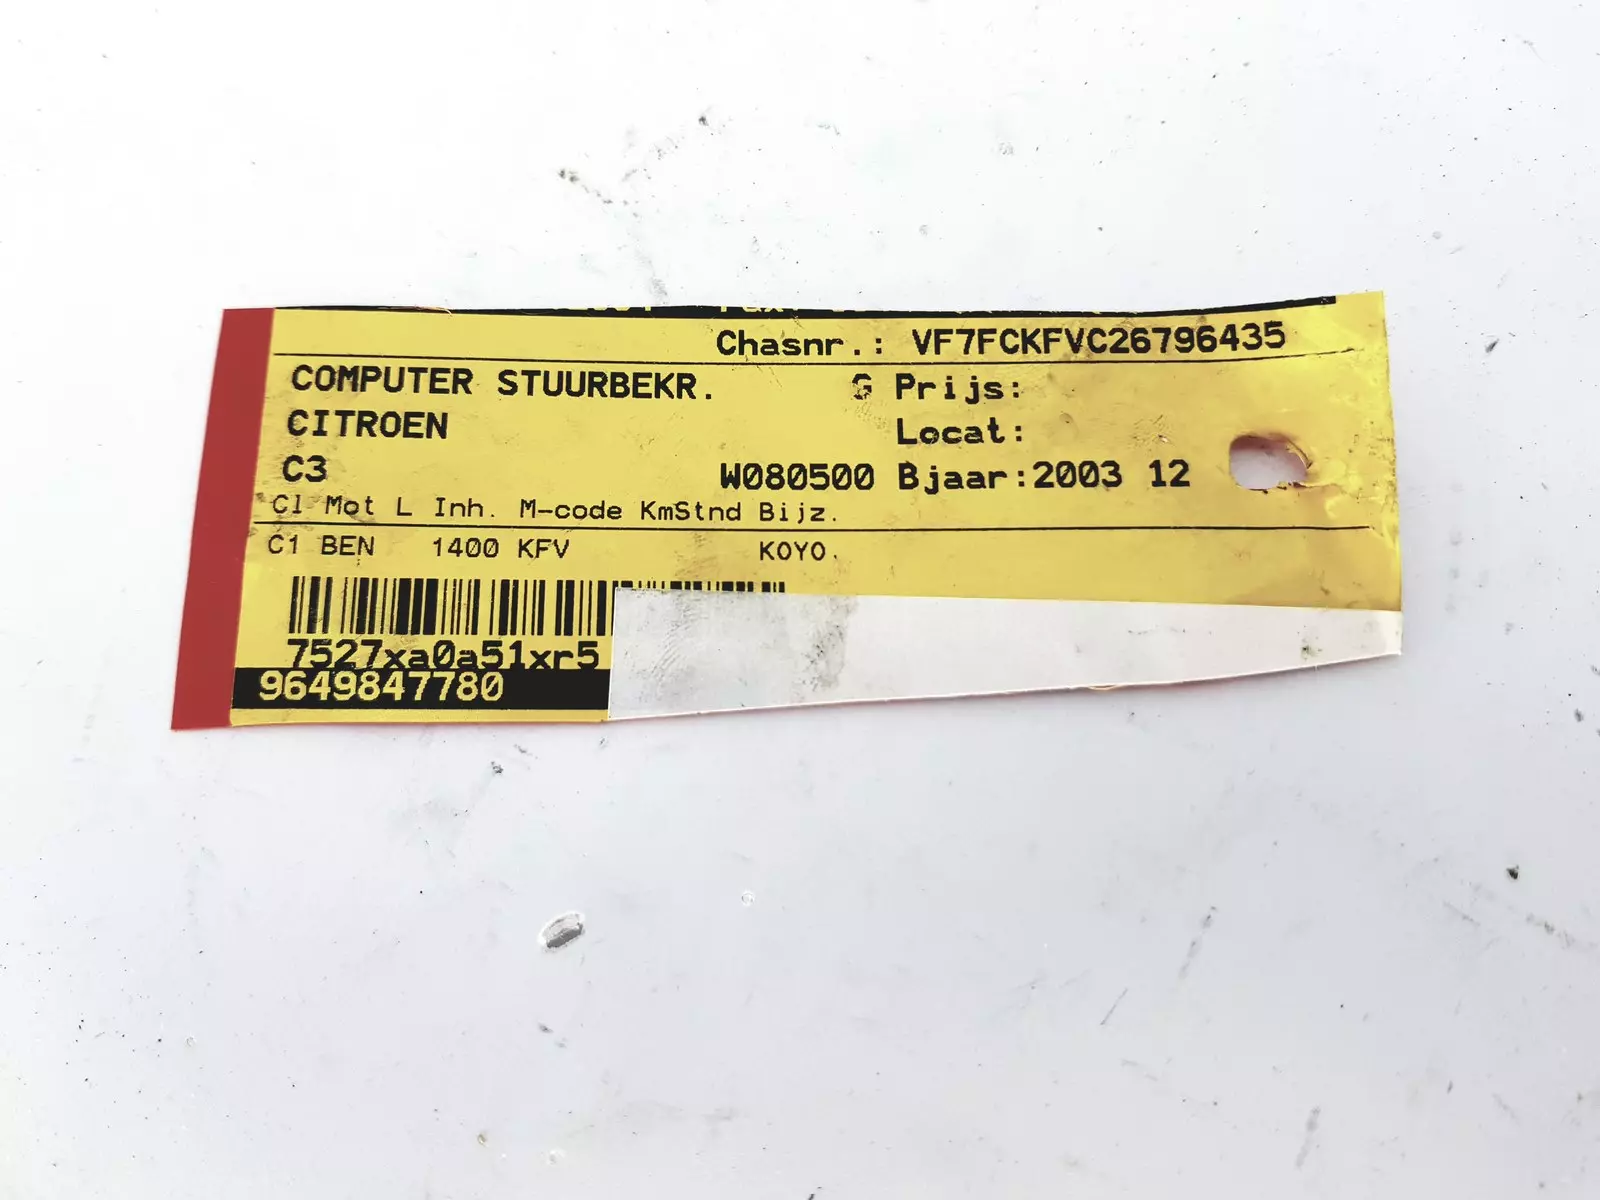 Chasnr.: VF7FCKFVC26796435
COMPUTER STUURBEKR. G Prijs:
CITROEN Locat:
C3 W080500 Bjaar:2003 12
Cl Mot L Inh. M-code KmStnd Bijz.
C1 BEN 1400 KFV KOYO.
7527xa0a51xr5
9649847780